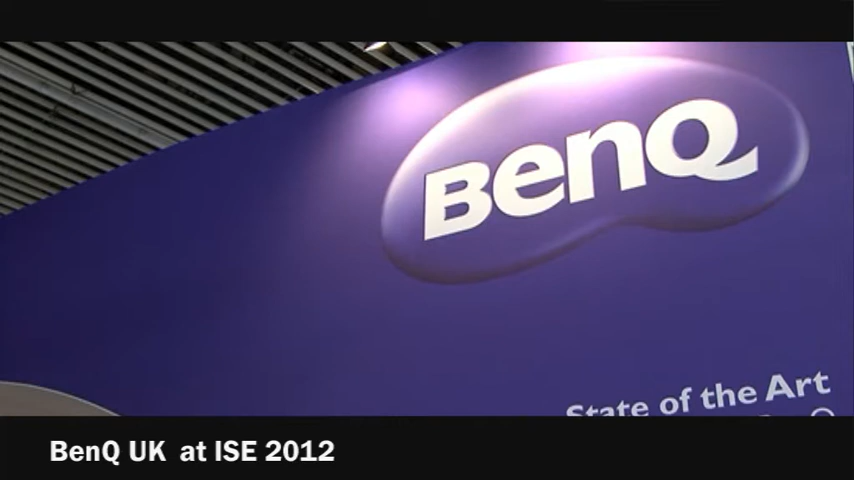 BenQ
State of the Art
BenQ UK at ISE 2012